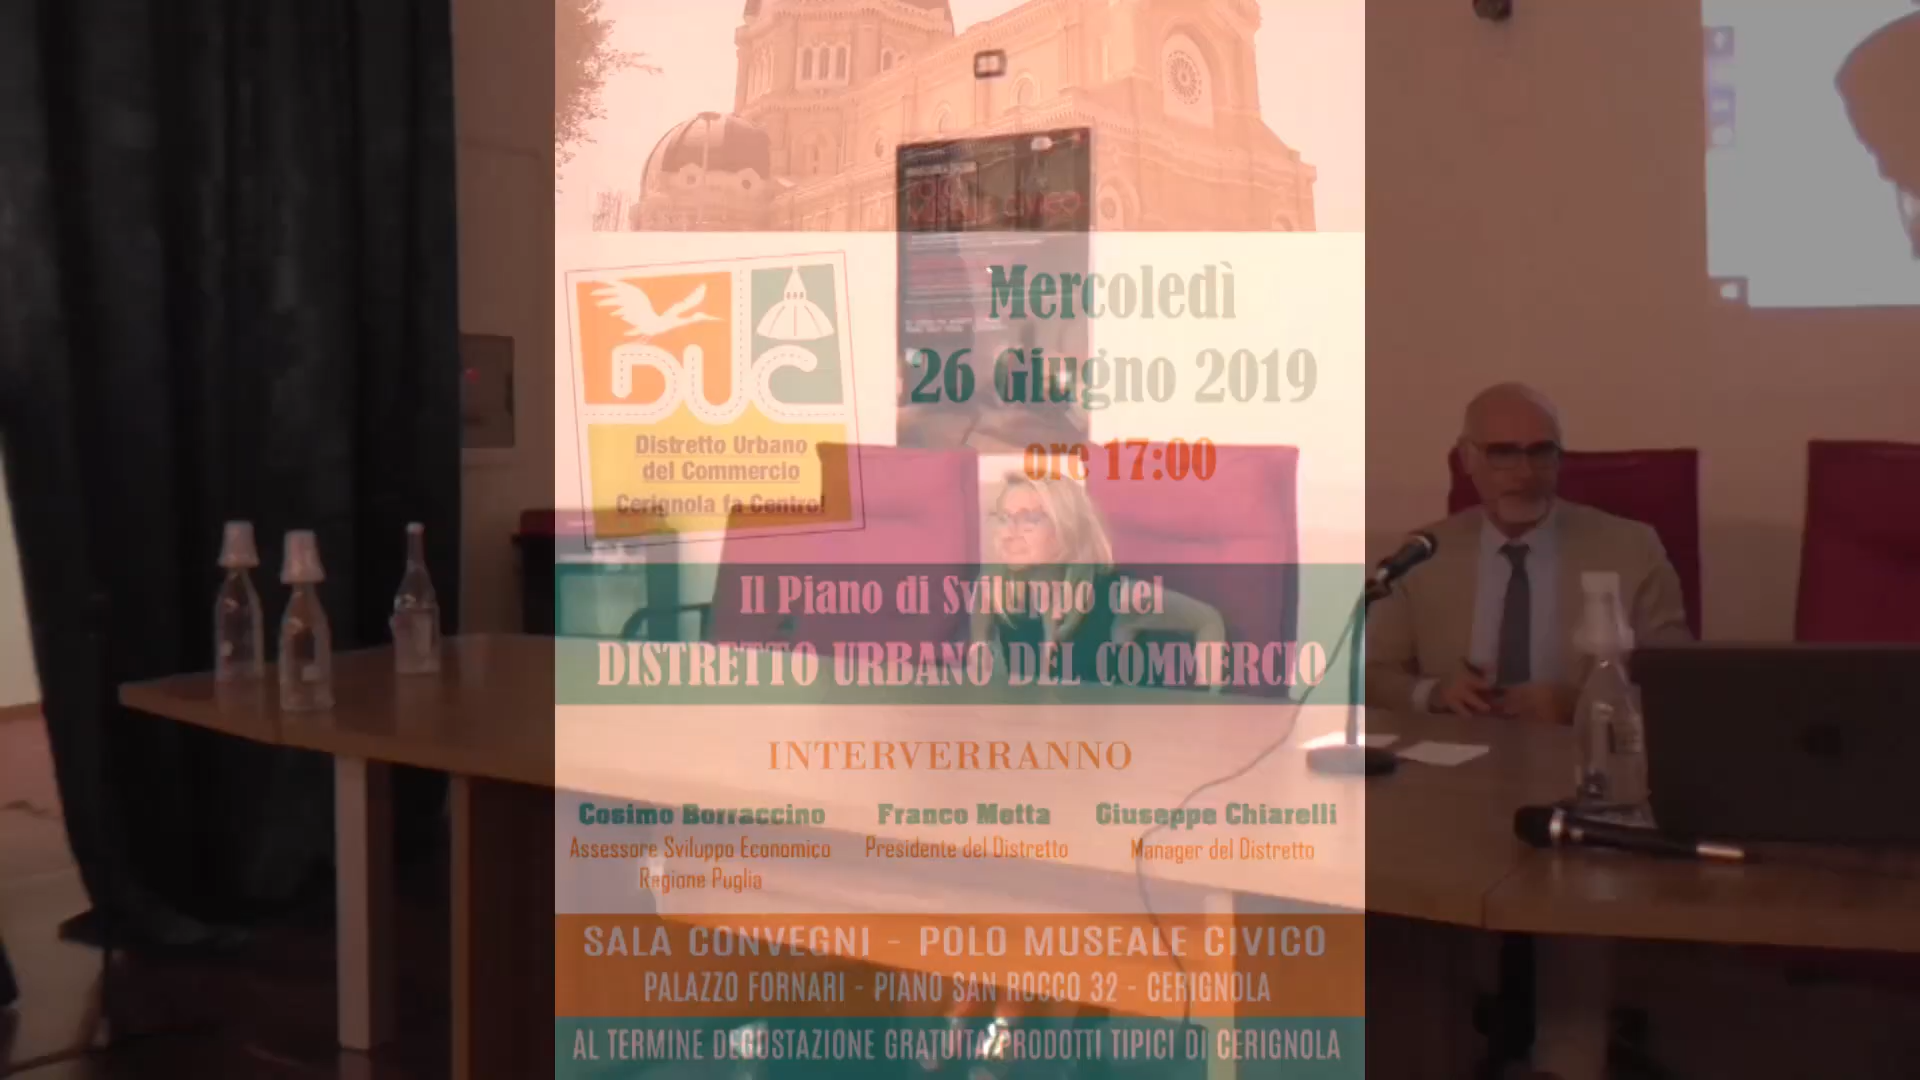 Mercoledì
26 Giugno 2019
ore 17:00
DUC
Distretto Urbano
del Commercio
Cerignola fa Centro!
Il Piano di Sviluppo del
DISTRETTO URBANO DEL COMMERCIO
INTERVERRANNO
Cosimo Borraccino
Assessore Sviluppo Economico
Regione Puglia
Franco Metta
Presidente del Distretto
Giuseppe Chiarelli
Manager del Distretto
SALA CONVEGNI - POLO MUSEALE CIVICO
PALAZZO FORNARI - PIANO SAN ROCCO 32 - CERIGNOLA
AL TERMINE DEGUSTAZIONE GRATUITA PRODOTTI TIPICI DI CERIGNOLA